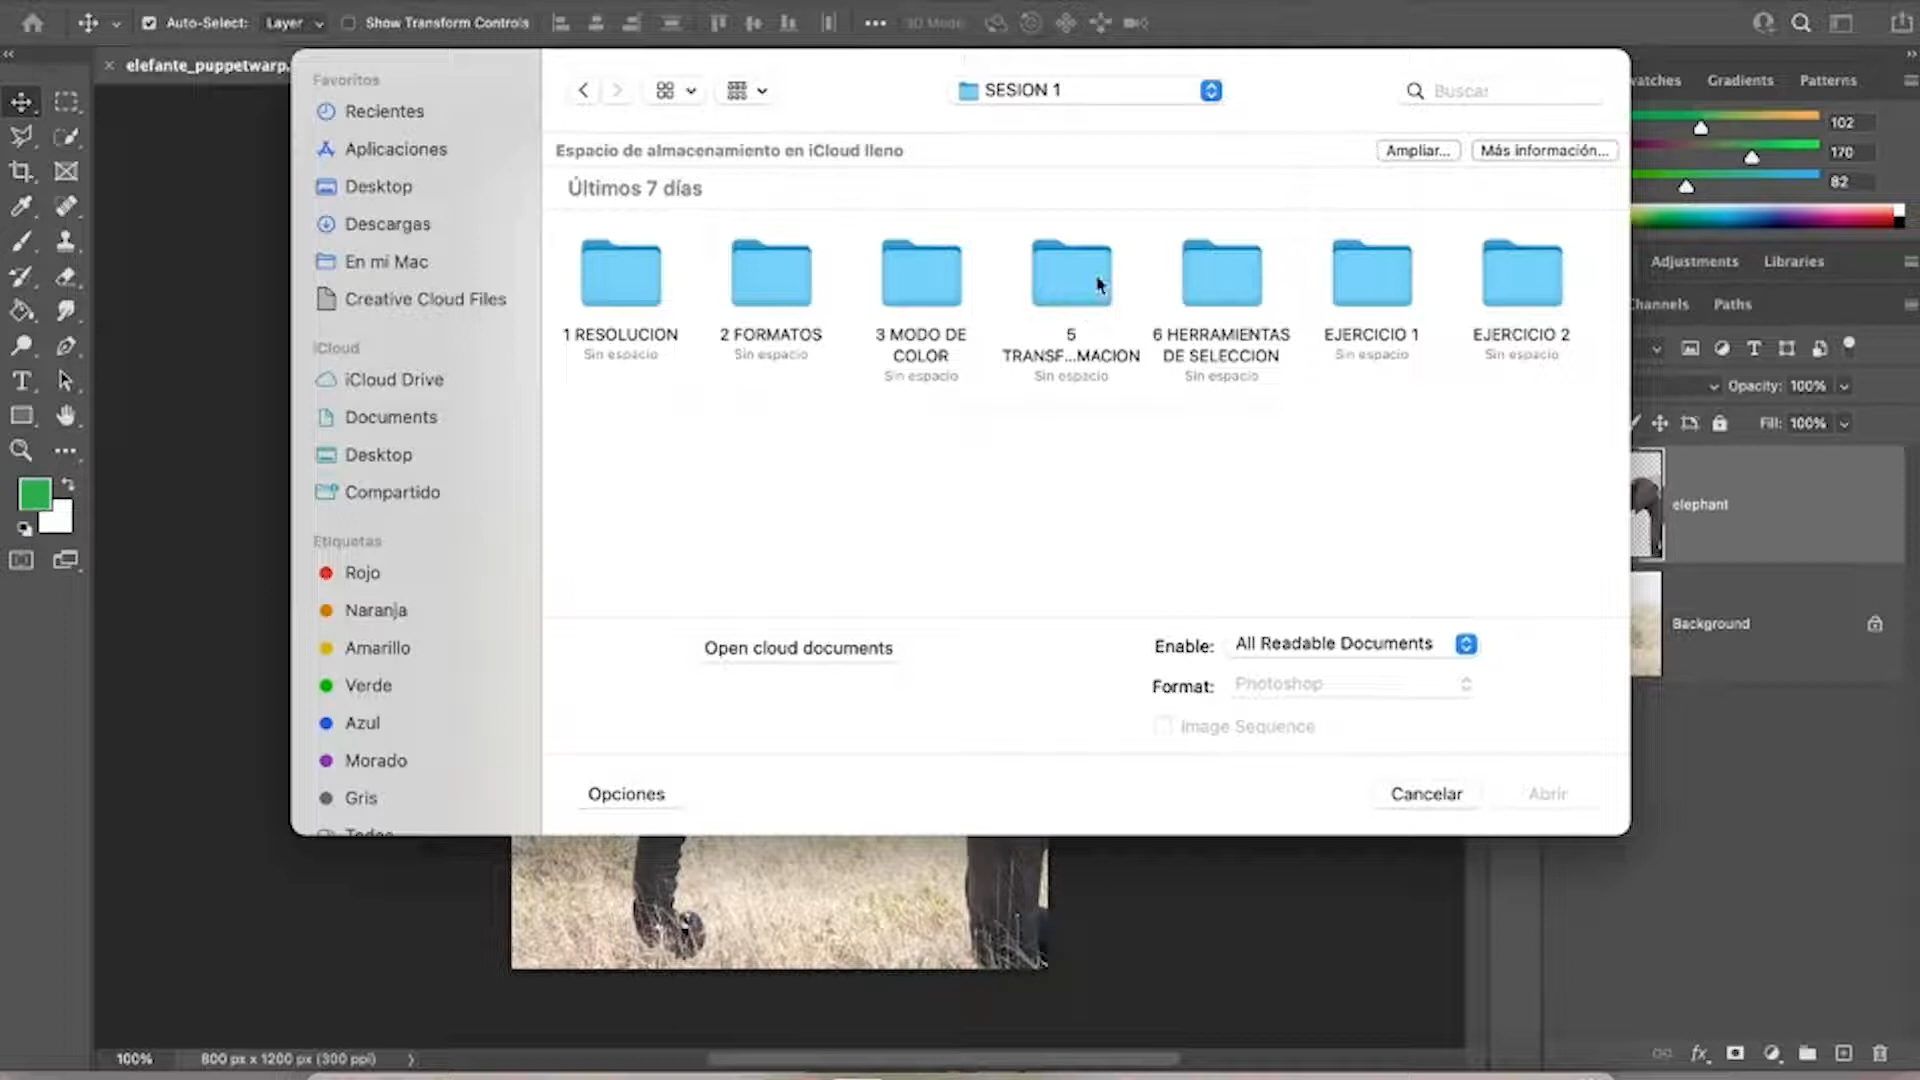 Auto-Select: Layer Show Transform Controls 3D Mode
elefante_puppetwarp.
Favoritos
Recientes
Aplicaciones
Desktop
Descargas
En mi Mac
Creative Cloud Files
iCloud
iCloud Drive
Documents
Desktop
Compartido
Etiquetas
Rojo
Naranja
Amarillo
Verde
Azul
Morado
Gris
SESION 1
Buscar
Espacio de almacenamiento en iCloud lleno
Ampliar...
Más información...
Últimos 7 días
1 RESOLUCION
Sin espacio
2 FORMATOS
Sin espacio
3 MODO DE
COLOR
Sin espacio
5
TRANSF...MACION
Sin espacio
6 HERRAMIENTAS
DE SELECCION
Sin espacio
EJERCICIO 1
Sin espacio
EJERCICIO 2
Sin espacio
Open cloud documents
Enable: All Readable Documents
Format: Photoshop
Image Sequence
Opciones
Cancelar
Abrir
watches Gradients Patterns
102
170
82
Adjustments Libraries
Channels Paths
Opacity: 100%
Fill: 100%
elephant
Background
100% 800 px x 1200 px (300 ppi)
fx